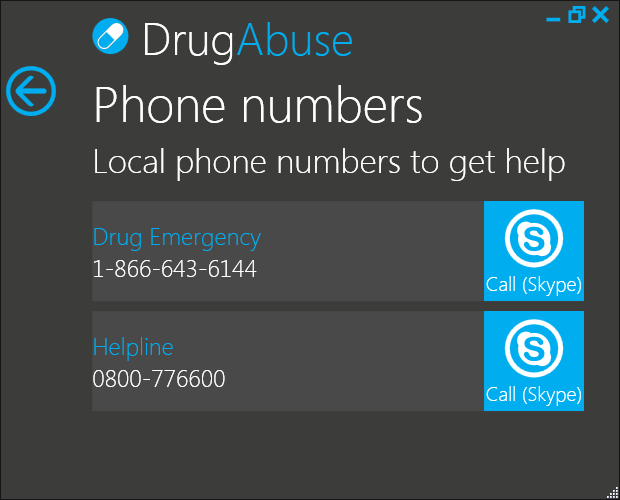 DrugAbuse
Phone numbers
Local phone numbers to get help
Drug Emergency
1-866-643-6144
Call (Skype)
Helpline
0800-776600
Call (Skype)